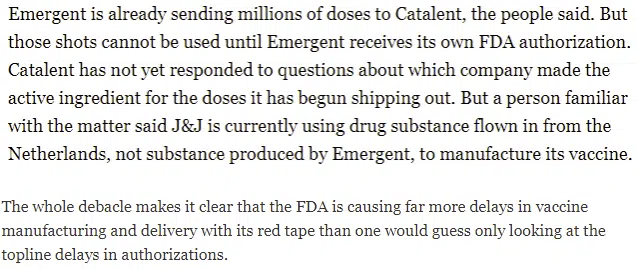 Emergent is already sending millions of doses to Catalent, the people said. But
those shots cannot be used until Emergent receives its own FDA authorization.
Catalent has not yet responded to questions about which company made the
active ingredient for the doses it has begun shipping out. But a person familiar
with the matter said J&J is currently using drug substance flown in from the
Netherlands, not substance produced by Emergent, to manufacture its vaccine.
The whole debacle makes it clear that the FDA is causing far more delays in vaccine
manufacturing and delivery with its red tape than one would guess only looking at the
topline delays in authorizations.